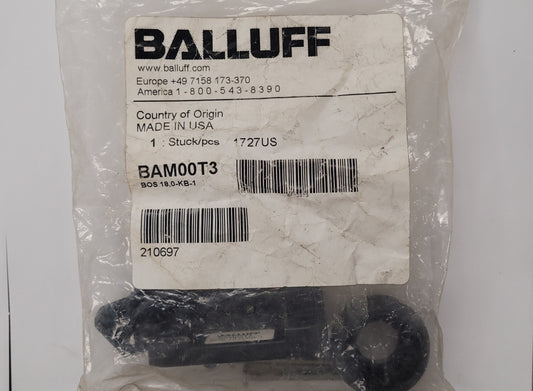 BALLUFF
www.balluff.com
Europe +49 7158 173-370
America 1-800-543-8390
Country of Origin
MADE IN USA
1 : Stuck/pcs 1727US
BAM00T3
BOS 18,0-KB-1
210697
BALLUFF